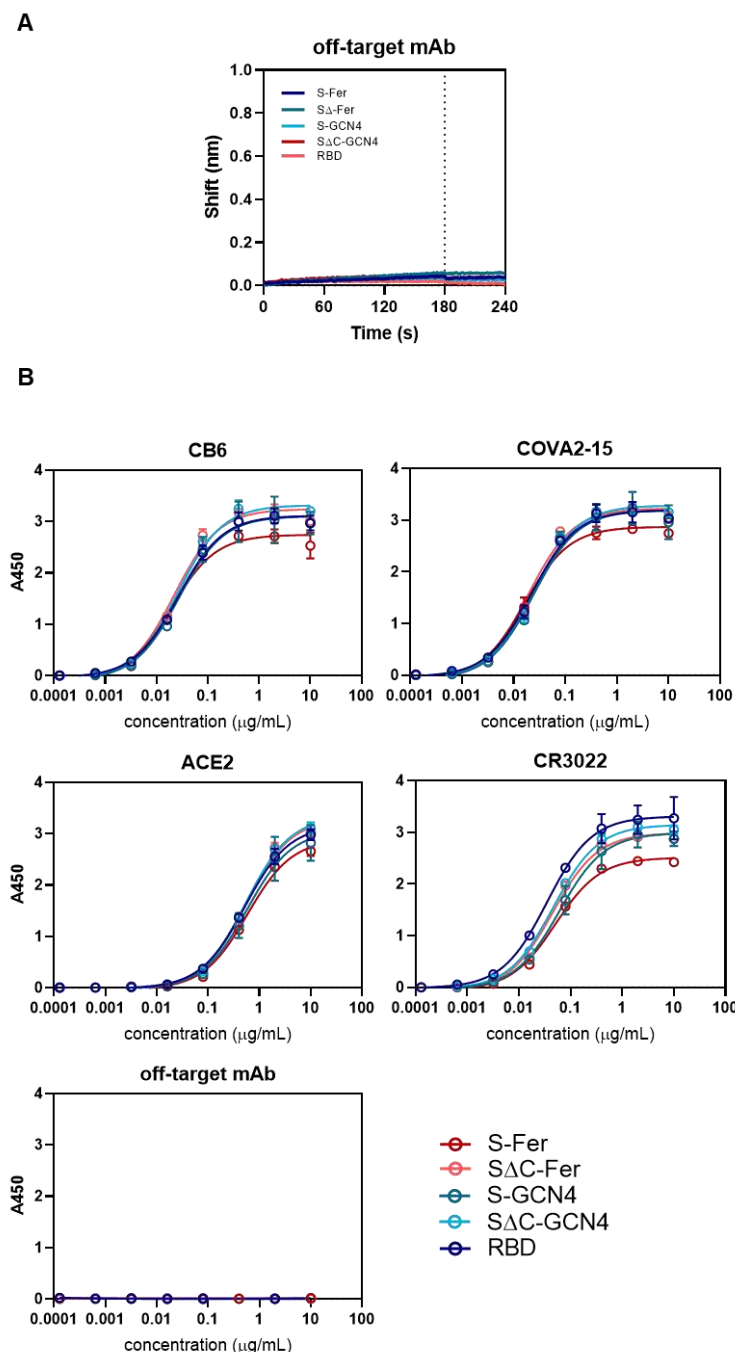 A
off-target mAb
1.0
0.8
0.6
0.4
0.2
0.0
Shift (nm)
S-Fer
SΔ-Fer
S-GCN4
SΔC-GCN4
RBD
0 60 120 180 240
Time (s)
B
CB6
4
3
2
1
0
A450
0.0001 0.001 0.01 0.1 1 10 100
concentration (μg/mL)
COVA2-15
4
3
2
1
0
0.0001 0.001 0.01 0.1 1 10 100
concentration (μg/mL)
ACE2
4
3
2
1
0
A450
0.0001 0.001 0.01 0.1 1 10 100
concentration (μg/mL)
CR3022
4
3
2
1
0
0.0001 0.001 0.01 0.1 1 10 100
concentration (μg/mL)
off-target mAb
4
3
2
1
0
A450
0.0001 0.001 0.01 0.1 1 10 100
concentration (μg/mL)
S-Fer
SΔC-Fer
S-GCN4
SΔC-GCN4
RBD